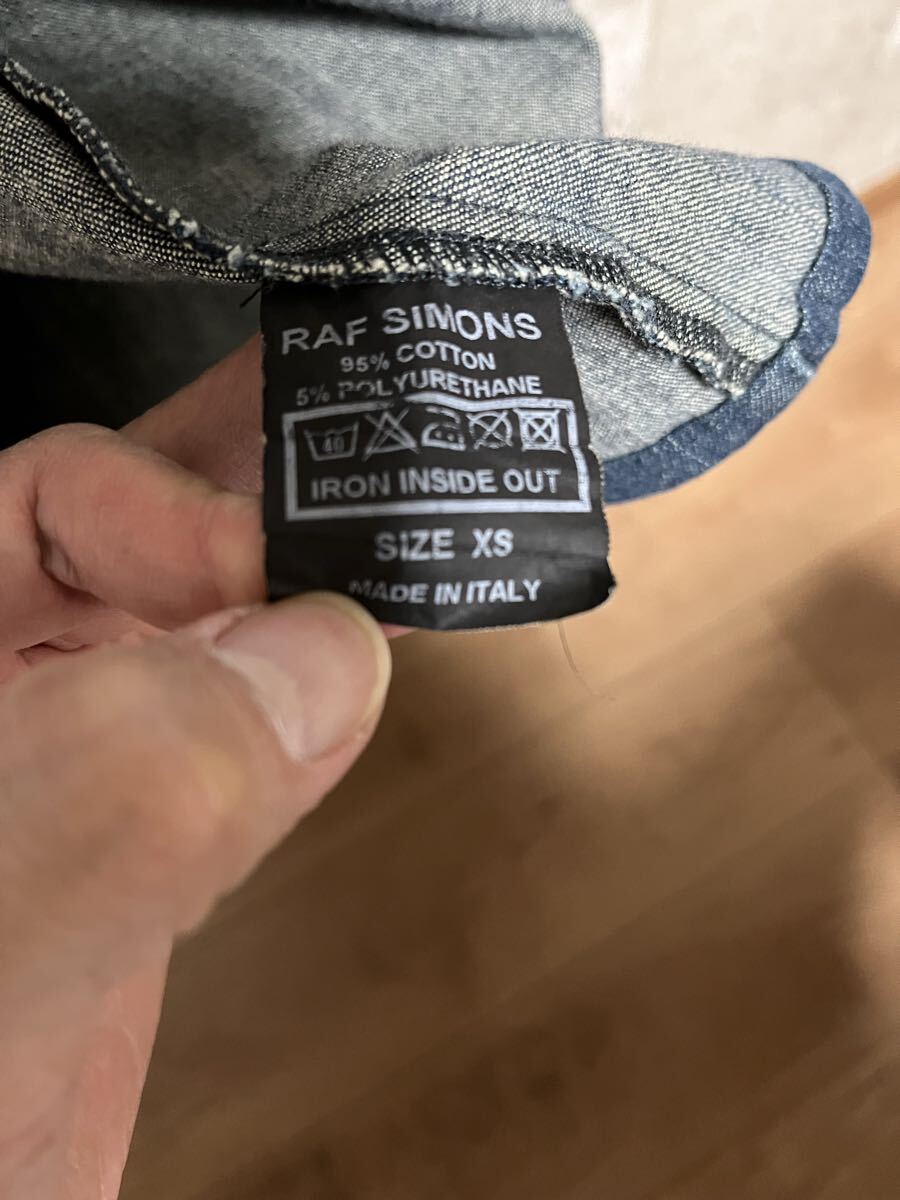 RAF SIMONS
95% COTTON
5% POLYURETHANE
40
IRON INSIDE OUT
SIZE XS
MADE IN ITALY